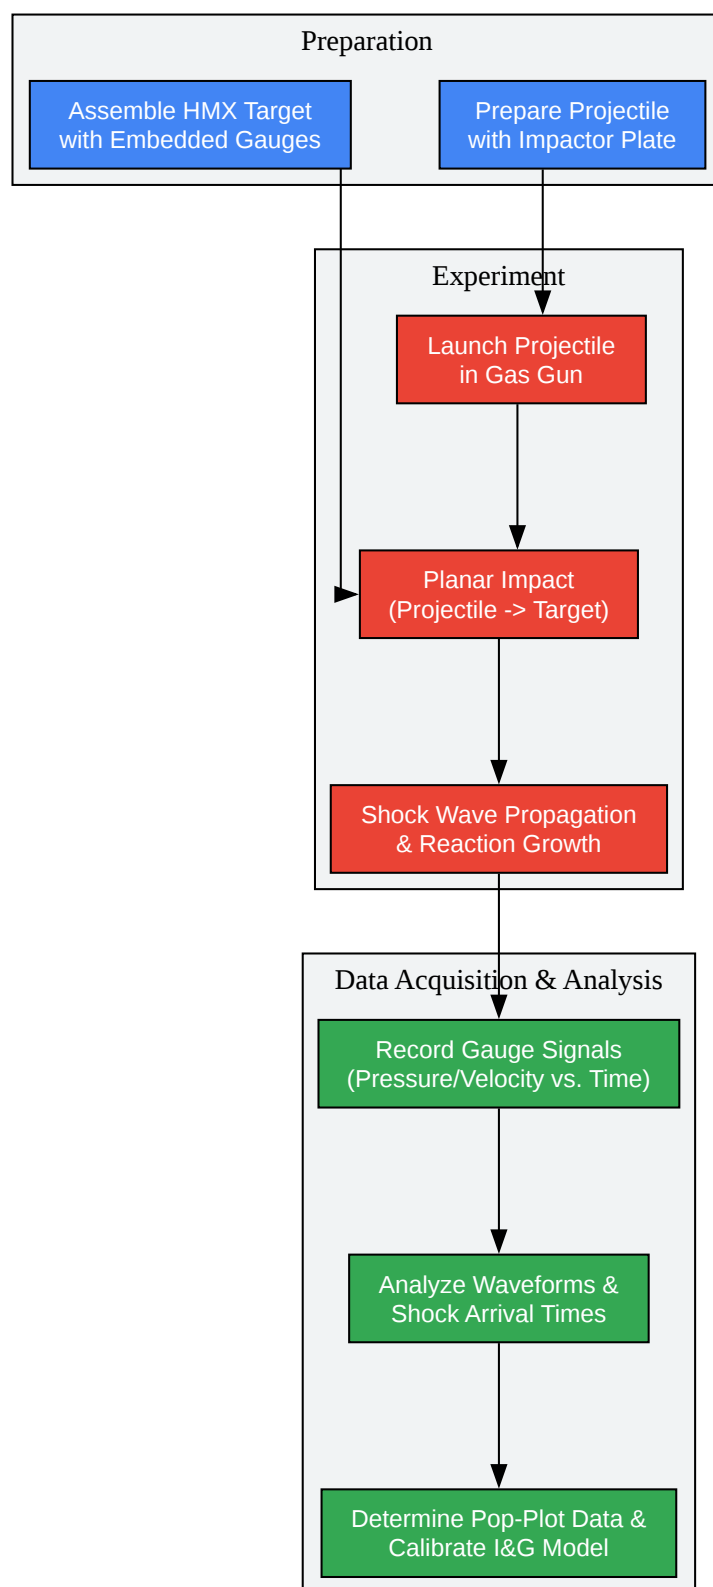 Preparation
Assemble HMX Target
with Embedded Gauges
Prepare Projectile
with Impactor Plate
Experiment
Launch Projectile
in Gas Gun
Planar Impact
(Projectile -> Target)
Shock Wave Propagation
& Reaction Growth
Data Acquisition & Analysis
Record Gauge Signals
(Pressure/Velocity vs. Time)
Analyze Waveforms &
Shock Arrival Times
Determine Pop-Plot Data &
Calibrate I&G Model